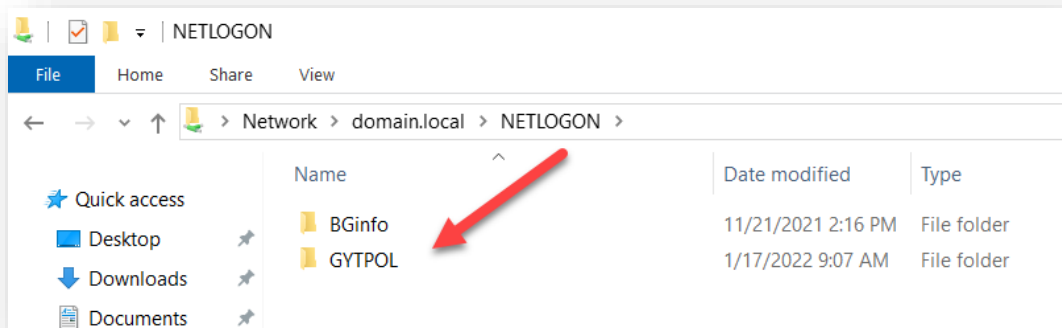 NETLOGON
File Home Share View
Network > domain.local > NETLOGON >
Name Date modified Type
Quick access
BGinfo 11/21/2021 2:16 PM File folder
Desktop
GYTPOL 1/17/2022 9:07 AM File folder
Downloads
Documents